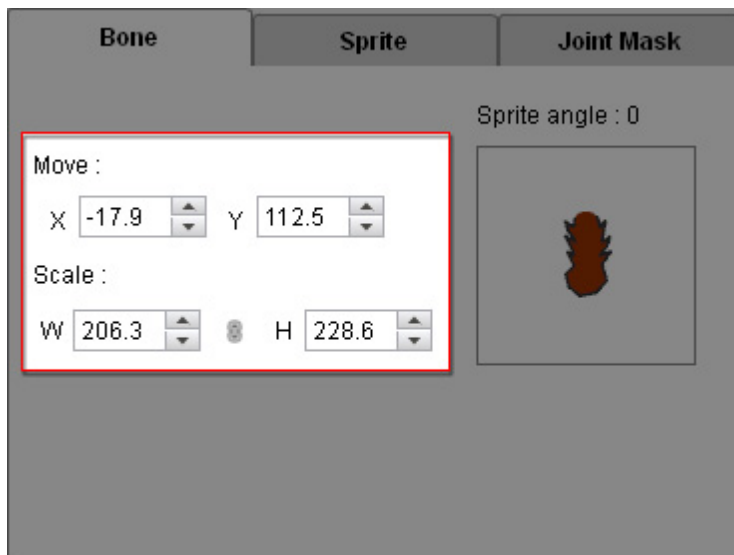 Bone Sprite Joint Mask
Sprite angle : 0
Move :
X -17.9 Y 112.5
Scale :
W 206.3 H 228.6